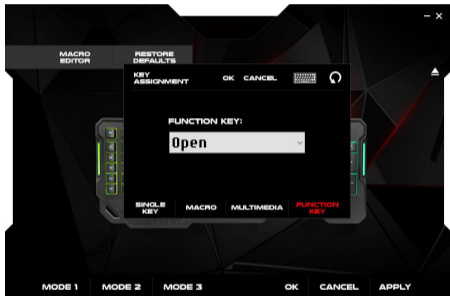 MACRO
EDITOR
RESTORE
DEFAULTS
KEY
ASSIGNMENT
OK CANCEL
FUNCTION KEY:
Open
SINGLE
KEY
MACRO
MULTIMEDIA
FUNCTION
KEY
MODE 1 MODE 2 MODE 3 OK CANCEL APPLY